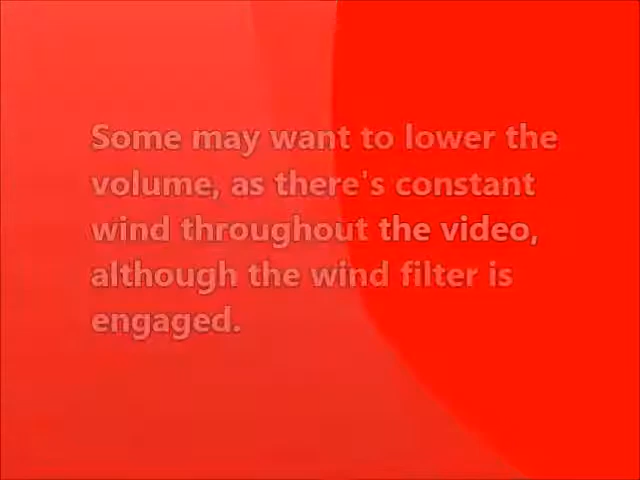 Some may want to lower the
volume, as there's constant
wind throughout the video,
although the wind filter is
engaged.